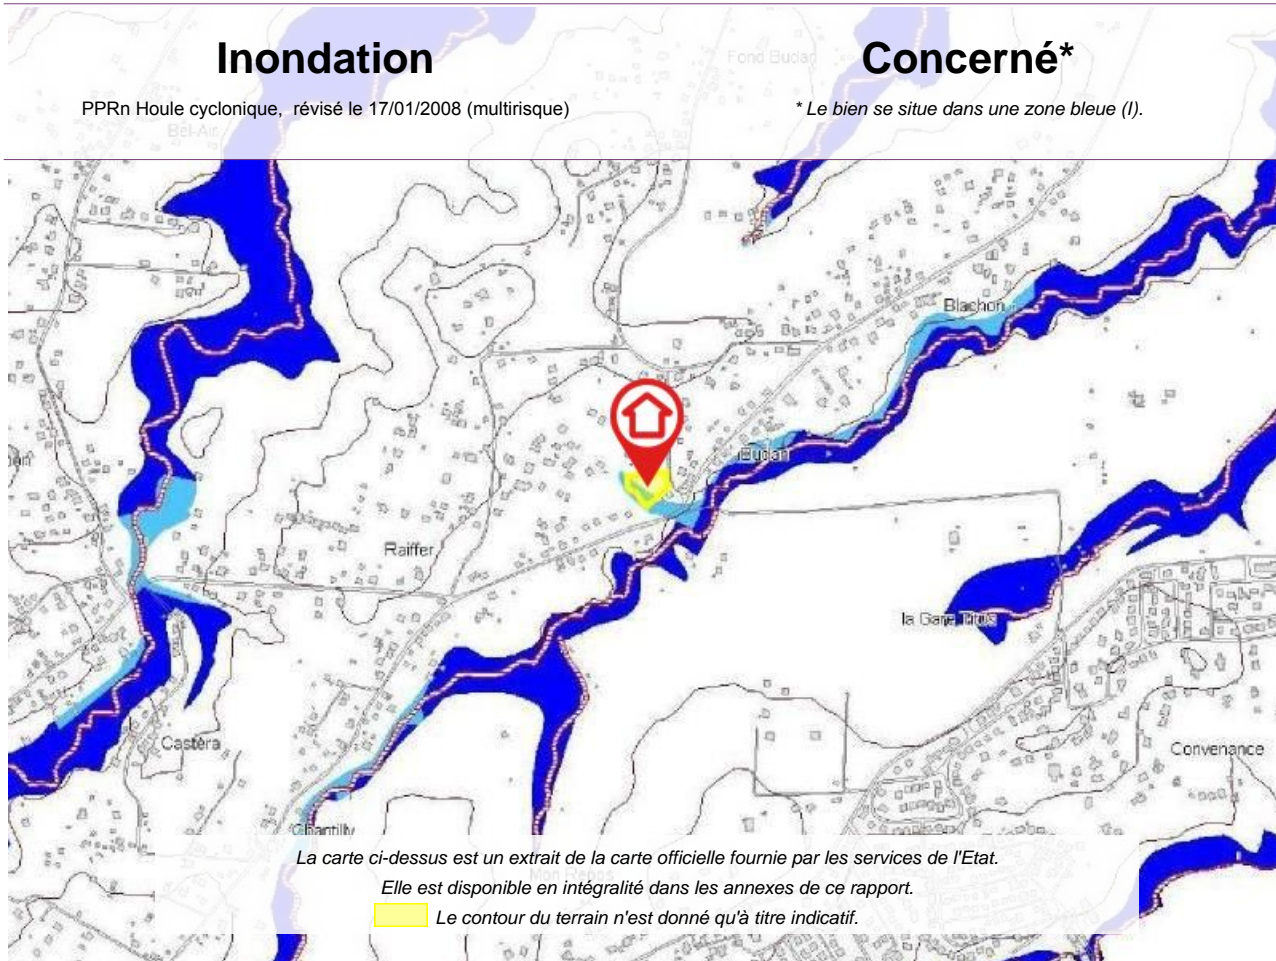 Inondation
Concerné*
PPRn Houle cyclonique, révisé le 17/01/2008 (multirisque)
* Le bien se situe dans une zone bleue (I).
Fond Budan
Bel-Air
Blachon
Budan
Raiffer
la Gare
Castera
Convenance
Chantilly
La carte ci-dessus est un extrait de la carte officielle fournie par les services de l'Etat.
Mon Repos
Elle est disponible en intégralité dans les annexes de ce rapport.
Le contour du terrain n'est donné qu'à titre indicatif.